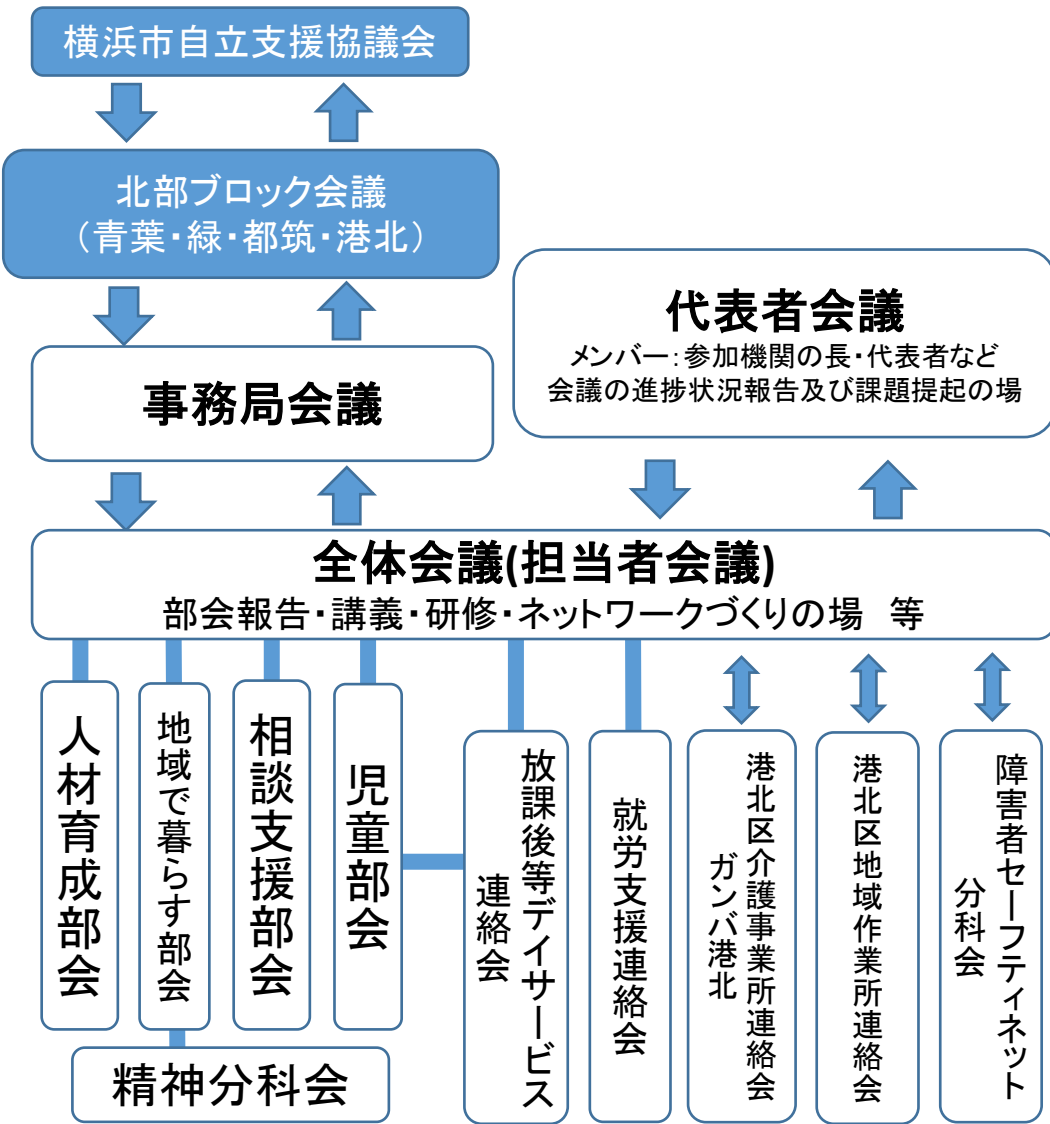 横浜市自立支援協議会
北部ブロック会議
（青葉・緑・都筑・港北）
代表者会議
メンバー：参加機関の長・代表者など
会議の進捗状況報告及び課題提起の場
事務局会議
全体会議(担当者会議)
部会報告・講義・研修・ネットワークづくりの場　等
人材育成部会
地域で暮らす部会
相談支援部会
児童部会
放課後等デイサービス
連絡会
就労支援連絡会
港北区介護事業所連絡会
ガンバ港北
港北区地域作業所連絡会
障害者セーフティネット
分科会
精神分科会